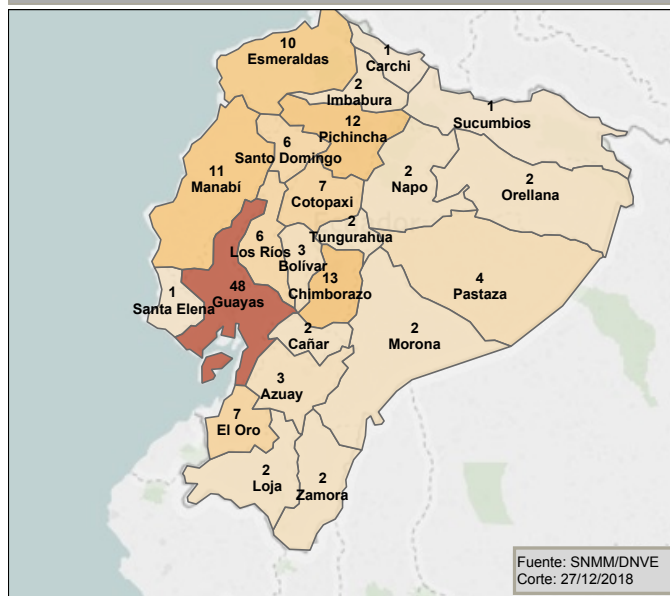 10
Esmeraldas
1
Carchi
2
Imbabura
1
Sucumbios
12
Pichincha
6
Santo Domingo
11
Manabí
7
Cotopaxi
2
Napo
2
Orellana
Ecuador
2
Tungurahua
6
Los Ríos
3
Bolívar
13
Chimborazo
4
Pastaza
48
Guayas
1
Santa Elena
2
Cañar
2
Morona
3
Azuay
7
El Oro
2
Loja
2
Zamora
Fuente: SNMM/DNVE
Corte: 27/12/2018